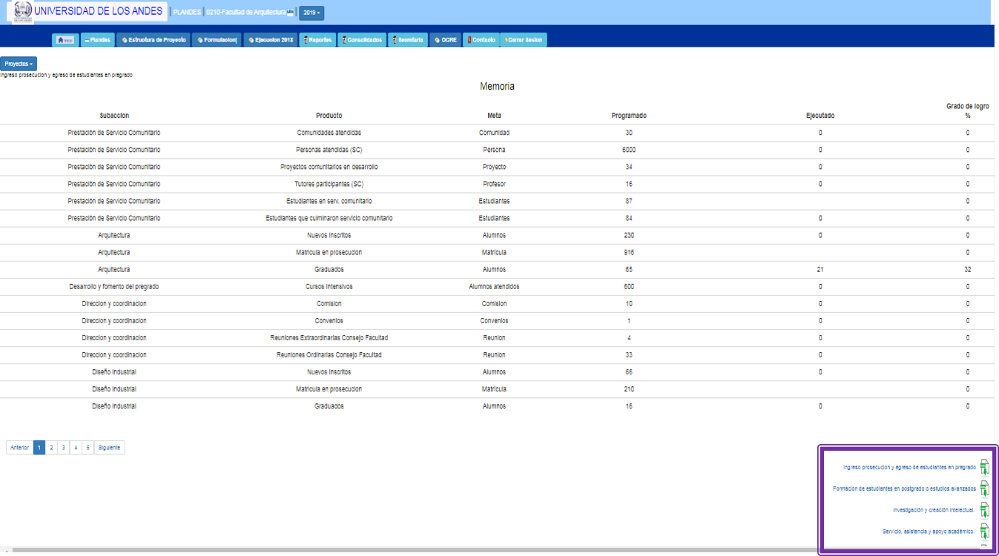 UNIVERSIDAD DE LOS ANDES | PLANDES | 0210-Facultad de Arquitectura | 2019
Inicio Plandes Estructura de Proyecto Formulacion| Ejecucion 2013 Reportes Consolidados Secretaria OCRE Contacto Cerrar Sesion
Proyectos
Ingreso prosecucion y egreso de estudiantes en pregrado
Memoria
Subaccion Producto Meta Programado Ejecutado Grado de logro %
Prestación de Servicio Comunitario Comunidades atendidas Comunidad 30 0 0
Prestación de Servicio Comunitario Personas atendidas (SC) Persona 6000 0 0
Prestación de Servicio Comunitario Proyectos comunitarios en desarrollo Proyecto 34 0 0
Prestación de Servicio Comunitario Tutores participantes (SC) Profesor 16 0 0
Prestación de Servicio Comunitario Estudiantes en serv. comunitario Estudiantes 87 0
Prestación de Servicio Comunitario Estudiantes que culminaron servicio comunitario Estudiantes 84 0 0
Arquitectura Nuevos inscritos Alumnos 230 0 0
Arquitectura Matricula en prosecucion Matricula 916 0
Arquitectura Graduados Alumnos 65 21 32
Desarrollo y fomento del pregrado Cursos intensivos Alumnos atendidos 600 0 0
Direccion y coordinacion Comision Comision 10 0 0
Direccion y coordinacion Convenios Convenios 1 0 0
Direccion y coordinacion Reuniones Extraordinarias Consejo Facultad Reunion 4 0 0
Direccion y coordinacion Reuniones Ordinarias Consejo Facultad Reunion 33 0 0
Diseño Industrial Nuevos inscritos Alumnos 66 0 0
Diseño Industrial Matricula en prosecucion Matricula 210 0
Diseño Industrial Graduados Alumnos 16 0 0
Anterior 1 2 3 4 5 Siguiente
Ingreso prosecucion y egreso de estudiantes en pregrado
Formacion de estudiantes en postgrado o estudios avanzados
Investigación y creación intelectual.
Servicio, asistencia y apoyo académico.